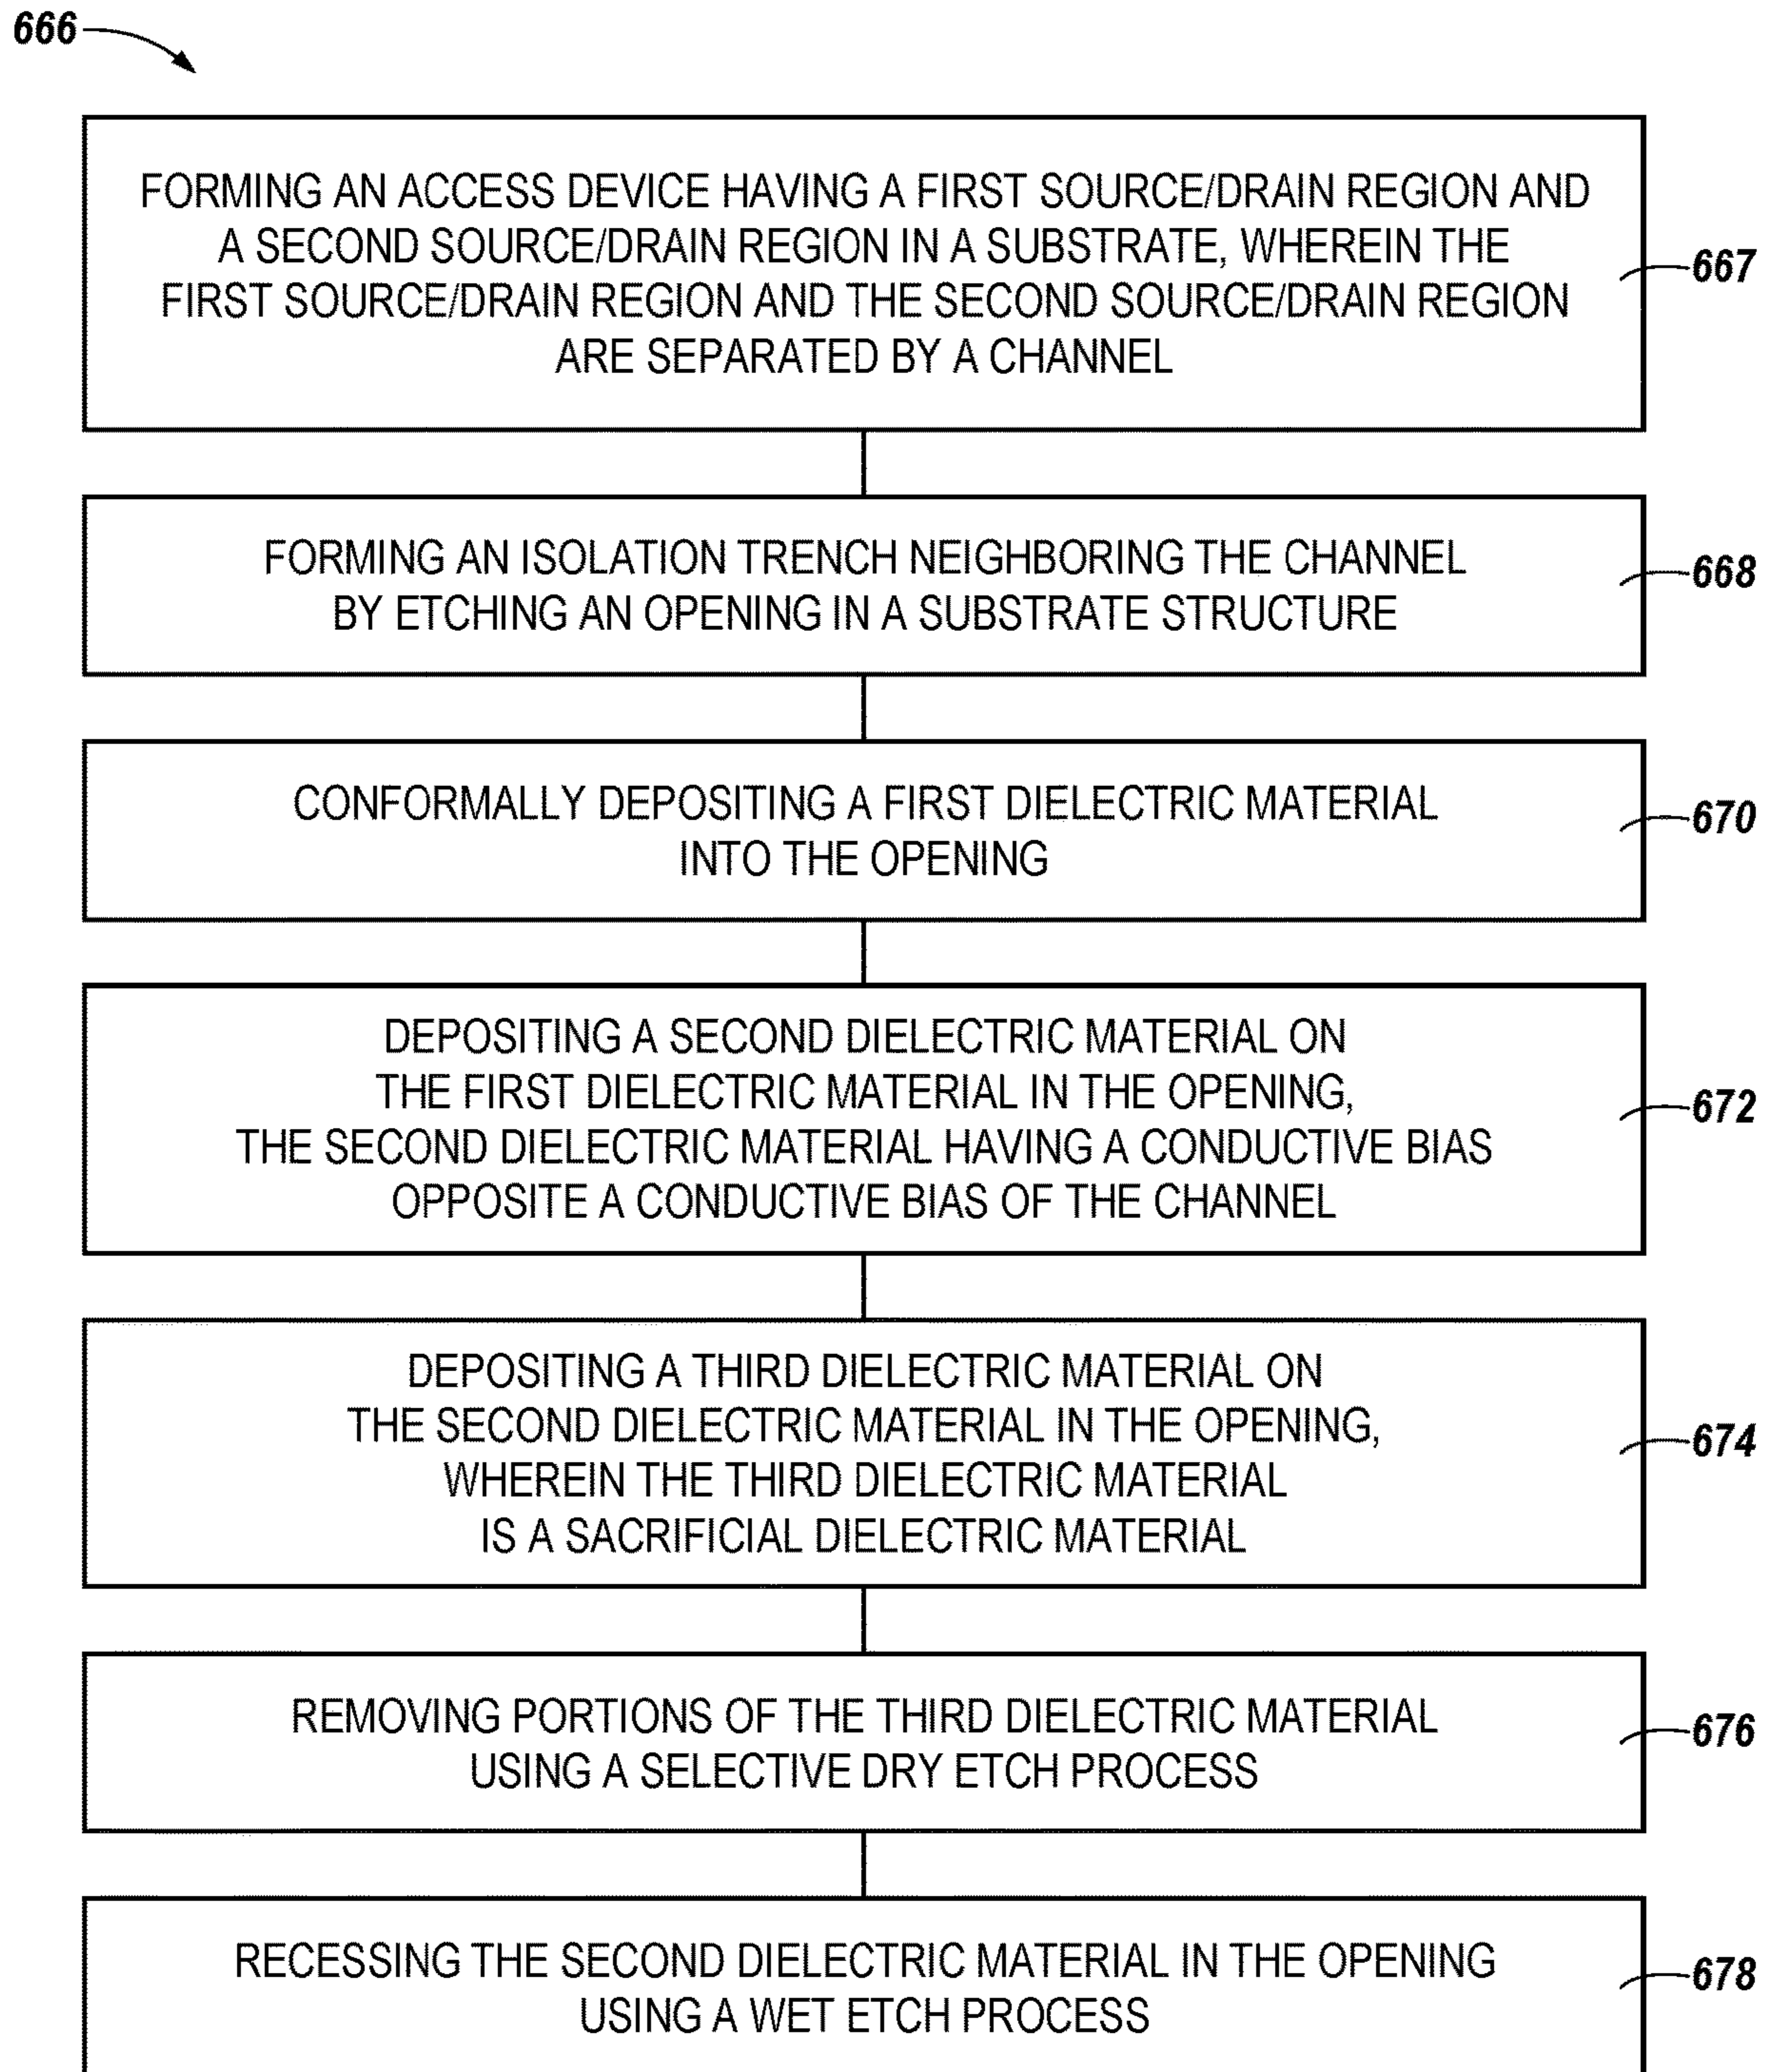 666
FORMING AN ACCESS DEVICE HAVING A FIRST SOURCE/DRAIN REGION AND
A SECOND SOURCE/DRAIN REGION IN A SUBSTRATE, WHEREIN THE
FIRST SOURCE/DRAIN REGION AND THE SECOND SOURCE/DRAIN REGION
ARE SEPARATED BY A CHANNEL
667
FORMING AN ISOLATION TRENCH NEIGHBORING THE CHANNEL
BY ETCHING AN OPENING IN A SUBSTRATE STRUCTURE
668
CONFORMALLY DEPOSITING A FIRST DIELECTRIC MATERIAL
INTO THE OPENING
670
DEPOSITING A SECOND DIELECTRIC MATERIAL ON
THE FIRST DIELECTRIC MATERIAL IN THE OPENING,
THE SECOND DIELECTRIC MATERIAL HAVING A CONDUCTIVE BIAS
OPPOSITE A CONDUCTIVE BIAS OF THE CHANNEL
672
DEPOSITING A THIRD DIELECTRIC MATERIAL ON
THE SECOND DIELECTRIC MATERIAL IN THE OPENING,
WHEREIN THE THIRD DIELECTRIC MATERIAL
IS A SACRIFICIAL DIELECTRIC MATERIAL
674
REMOVING PORTIONS OF THE THIRD DIELECTRIC MATERIAL
USING A SELECTIVE DRY ETCH PROCESS
676
RECESSING THE SECOND DIELECTRIC MATERIAL IN THE OPENING
USING A WET ETCH PROCESS
678